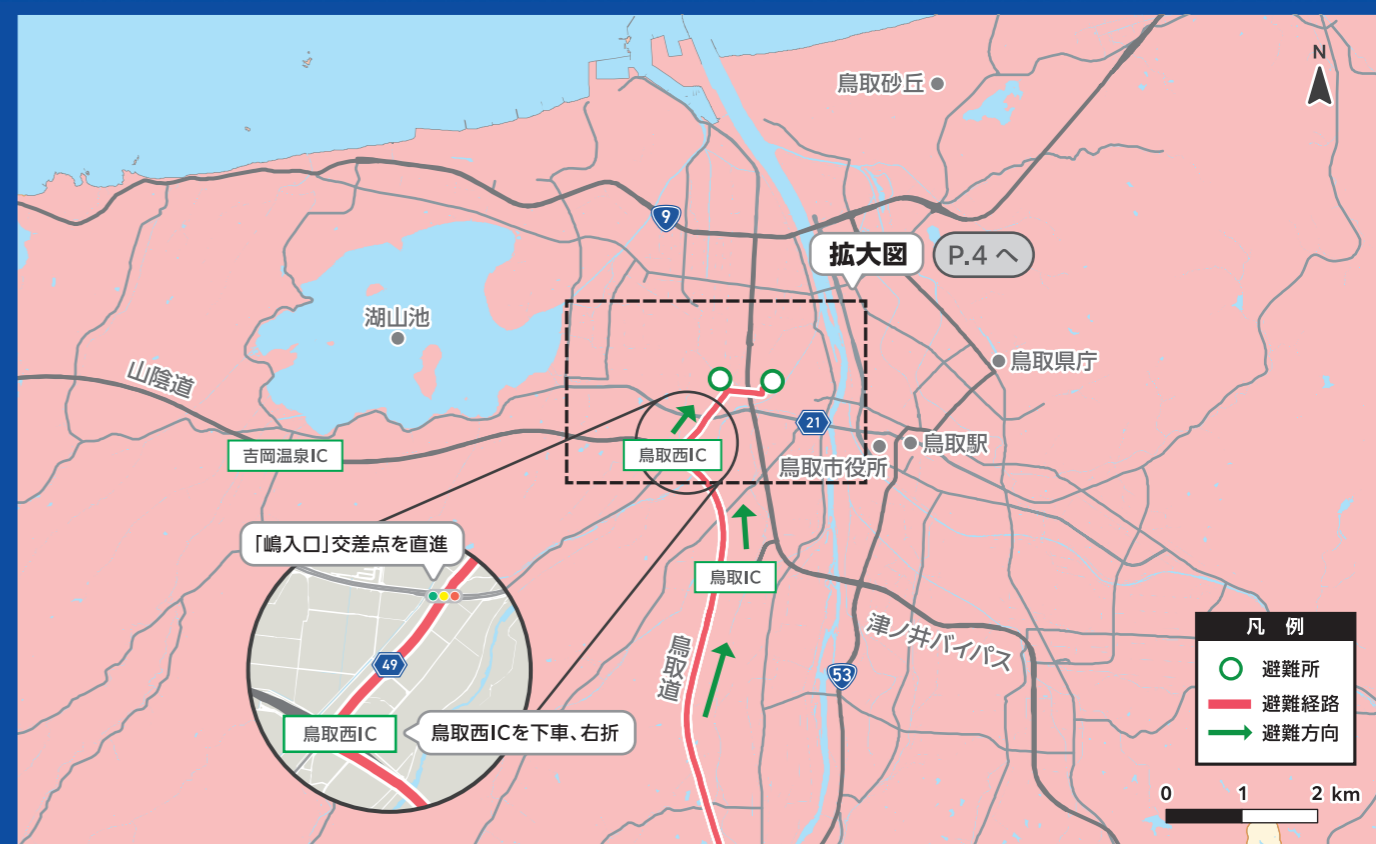 N
鳥取砂丘
9
拡大図
P.4 へ
湖山池
鳥取県庁
山陰道
21
鳥取駅
吉岡温泉IC
鳥取西IC
鳥取市役所
「嶋入口」交差点を直進
鳥取IC
49
鳥取道
津ノ井バイパス
53
鳥取西IC
鳥取西ICを下車、右折
凡 例
避難所
避難経路
避難方向
0 1 2 km